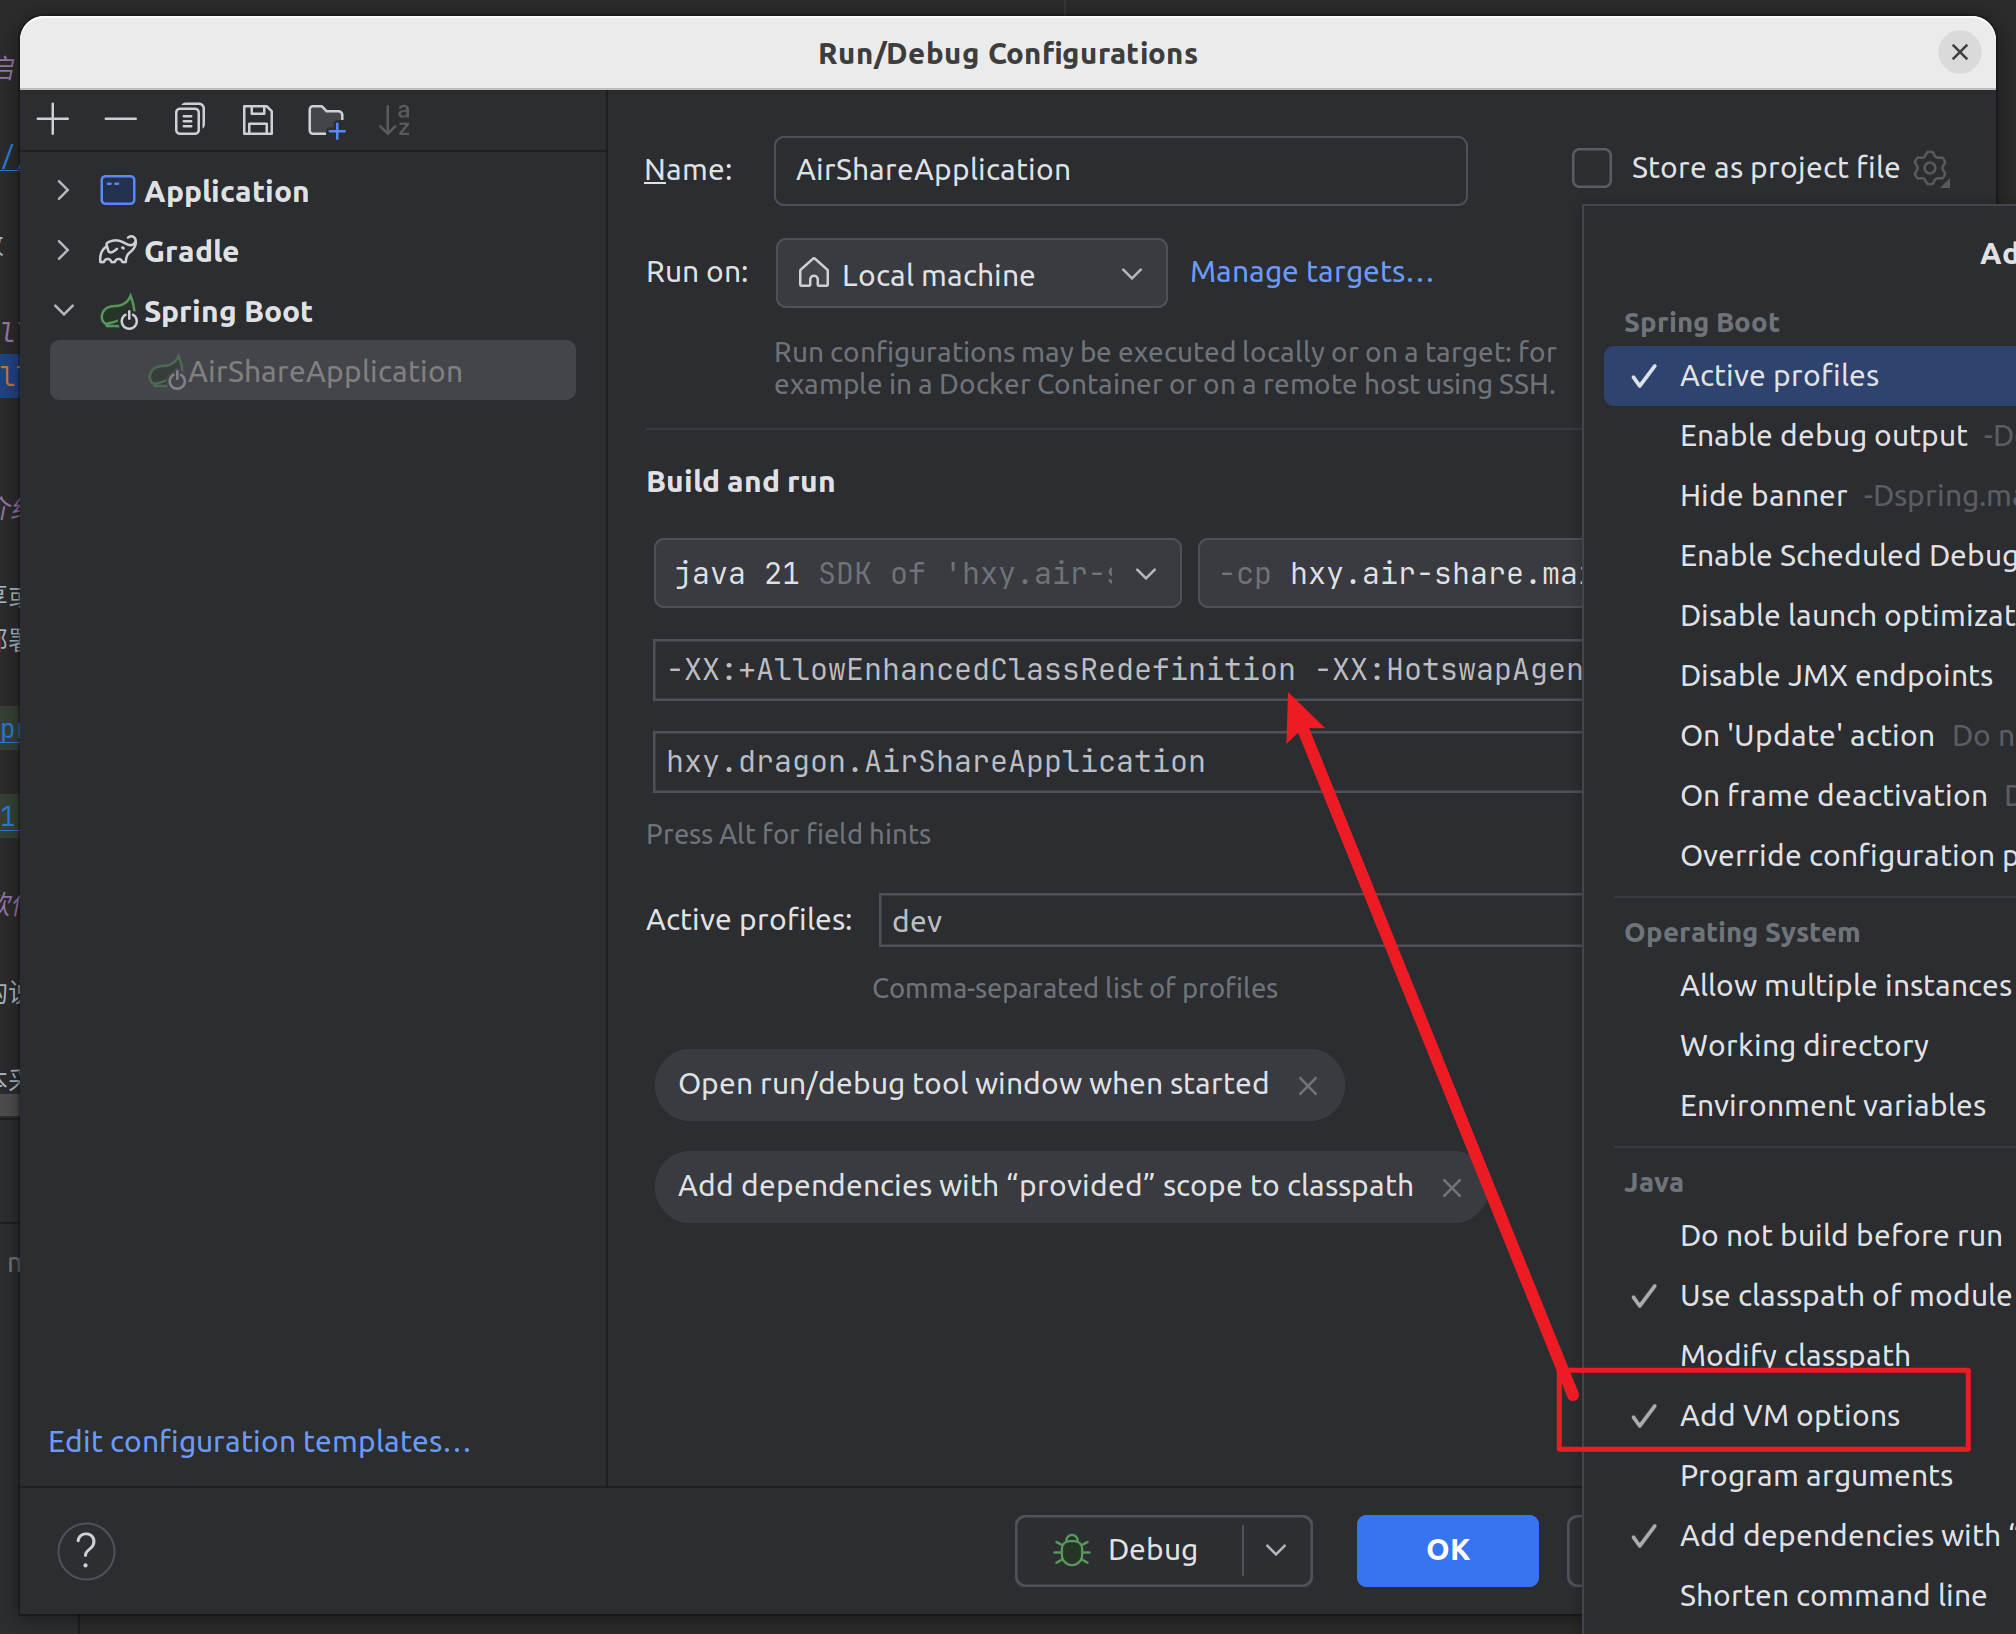 Run/Debug Configurations
Application
Gradle
Spring Boot
AirShareApplication
Edit configuration templates...
Name:
AirShareApplication
Store as project file
Run on:
Local machine
Manage targets...
Run configurations may be executed locally or on a target: for
example in a Docker Container or on a remote host using SSH.
Build and run
java 21 SDK of 'hxy.air-s
-cp hxy.air-share.mai
-XX:+AllowEnhancedClassRedefinition -XX:HotswapAgen
hxy.dragon.AirShareApplication
Press Alt for field hints
Active profiles:
dev
Comma-separated list of profiles
Open run/debug tool window when started
Add dependencies with “provided” scope to classpath
Debug
OK
Ad
Spring Boot
Active profiles
Enable debug output -D
Hide banner -Dspring.ma
Enable Scheduled Debug
Disable launch optimizat
Disable JMX endpoints
On 'Update' action Do n
On frame deactivation D
Override configuration p
Operating System
Allow multiple instances
Working directory
Environment variables
Java
Do not build before run
Use classpath of module
Modify classpath
Add VM options
Program arguments
Add dependencies with “
Shorten command line